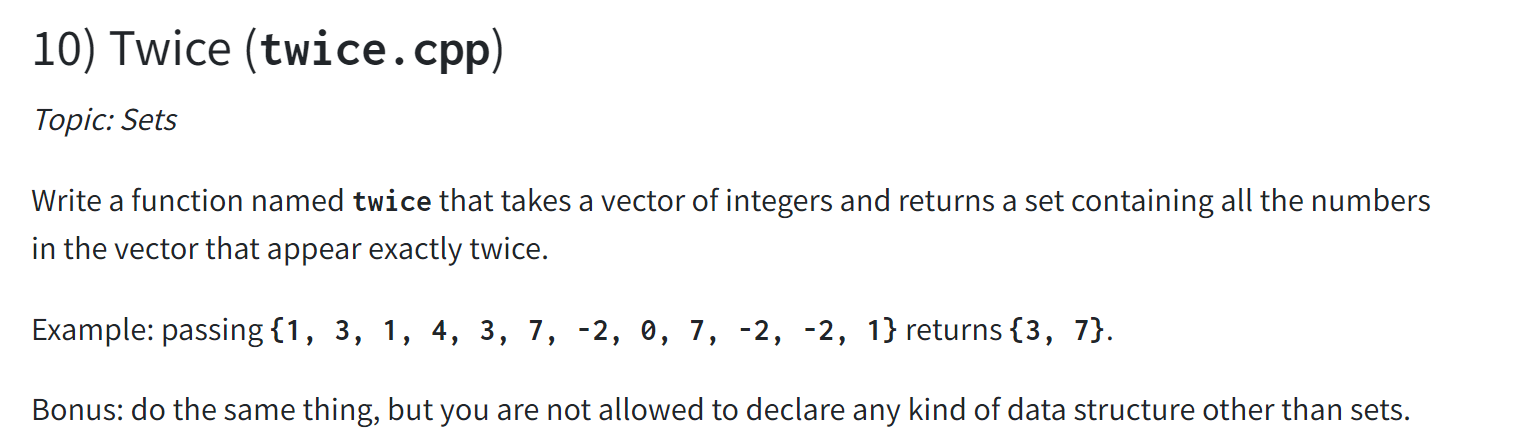 10) Twice (twice.cpp)
Topic: Sets
Write a function named twice that takes a vector of integers and returns a set containing all the numbers
in the vector that appear exactly twice.
Example: passing {1, 3, 1, 4, 3, 7, -2, 0, 7, -2, -2, 1} returns {3, 7}.
Bonus: do the same thing, but you are not allowed to declare any kind of data structure other than sets.